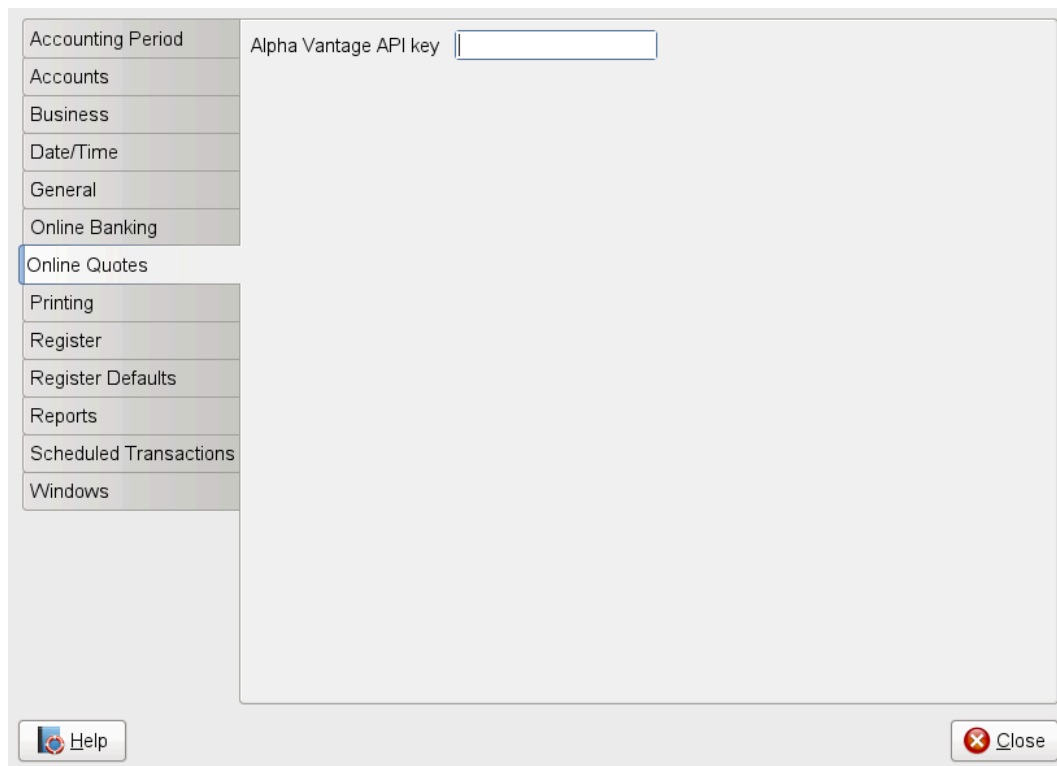 Accounting Period
Accounts
Business
Date/Time
General
Online Banking
Online Quotes
Printing
Register
Register Defaults
Reports
Scheduled Transactions
Windows
Alpha Vantage API key
Help
Close